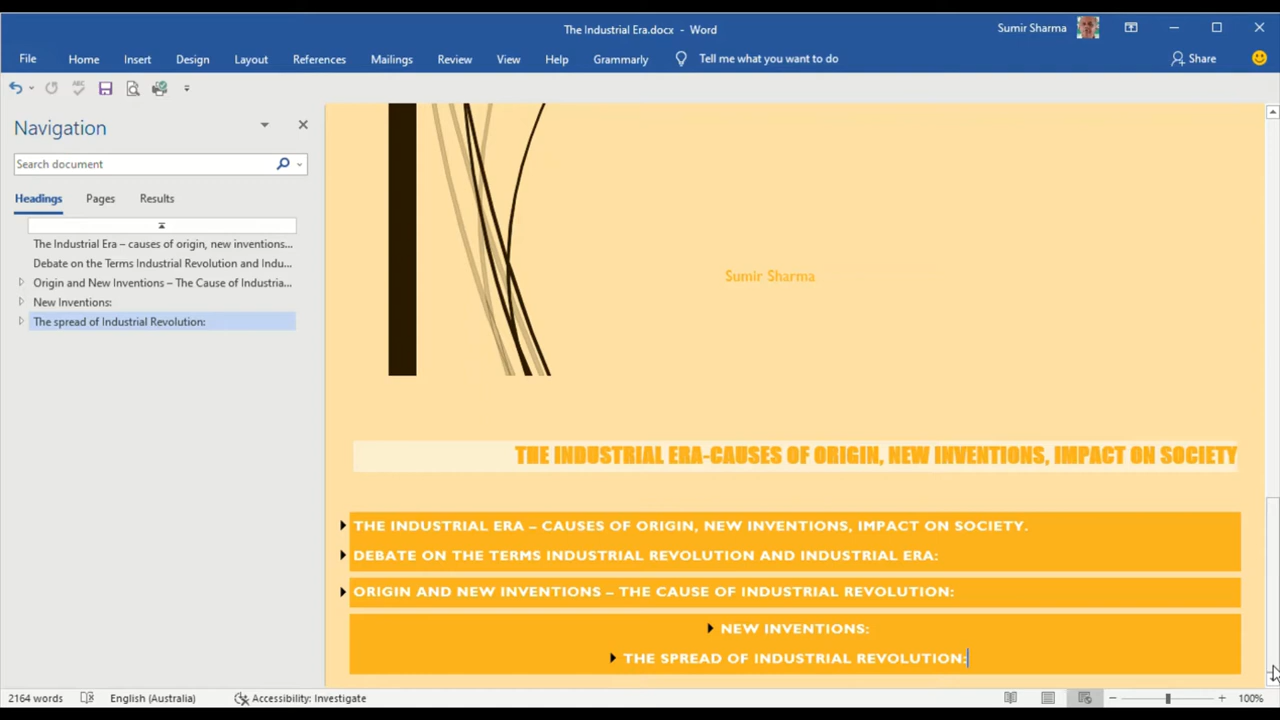 The Industrial Era.docx - Word
Sumir Sharma
File Home Insert Design Layout References Mailings Review View Help Grammarly Tell me what you want to do Share
ABC
Navigation
Search document
Headings Pages Results
The Industrial Era – causes of origin, new inventions...
Debate on the Terms Industrial Revolution and Indu...
Origin and New Inventions – The Cause of Industria...
New Inventions:
The spread of Industrial Revolution:
Sumir Sharma
THE INDUSTRIAL ERA-CAUSES OF ORIGIN, NEW INVENTIONS, IMPACT ON SOCIETY
THE INDUSTRIAL ERA – CAUSES OF ORIGIN, NEW INVENTIONS, IMPACT ON SOCIETY.
DEBATE ON THE TERMS INDUSTRIAL REVOLUTION AND INDUSTRIAL ERA:
ORIGIN AND NEW INVENTIONS – THE CAUSE OF INDUSTRIAL REVOLUTION:
NEW INVENTIONS:
THE SPREAD OF INDUSTRIAL REVOLUTION:
2164 words English (Australia) Accessibility: Investigate 100%